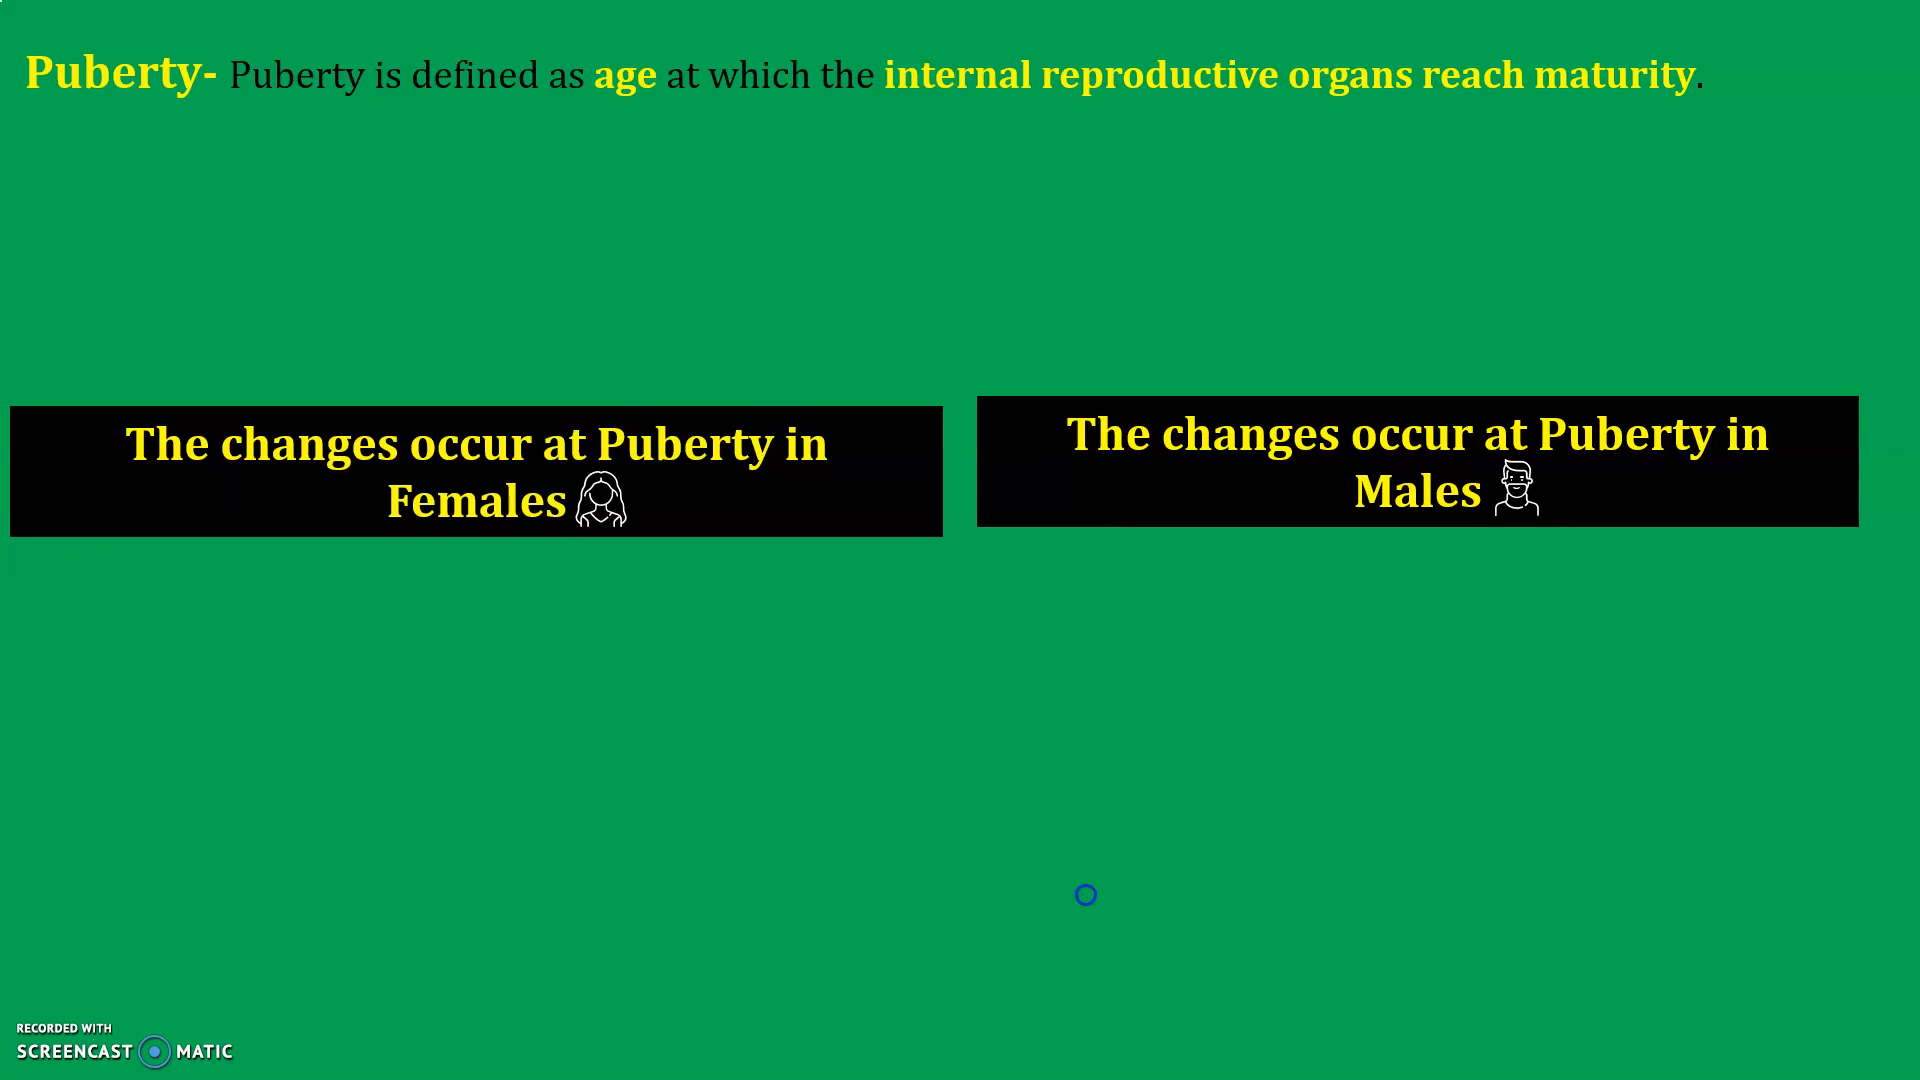 Puberty- Puberty is defined as age at which the internal reproductive organs reach maturity.
The changes occur at Puberty in
Females
The changes occur at Puberty in
Males
RECORDED WITH
SCREENCAST MATIC